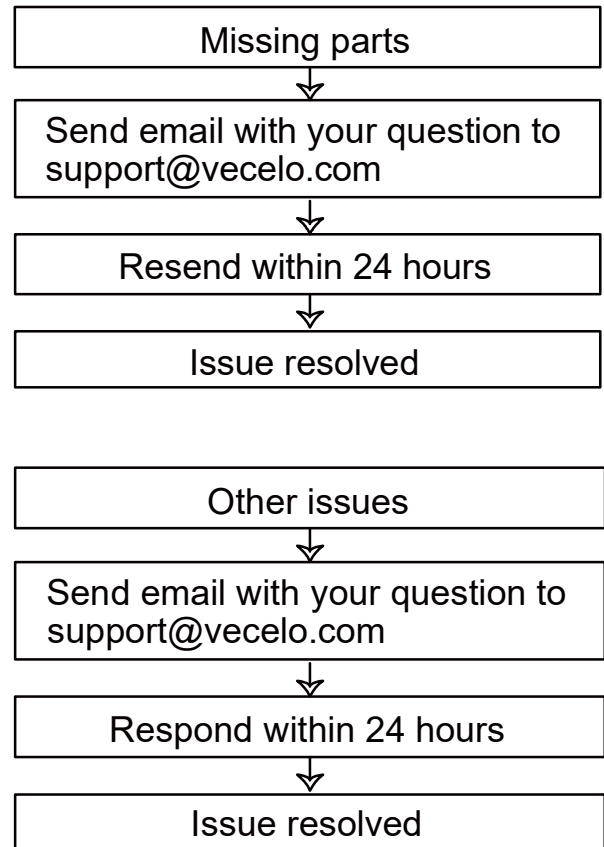 Missing parts
Send email with your question to
support@vecelo.com
Resend within 24 hours
Issue resolved
Other issues
Send email with your question to
support@vecelo.com
Respond within 24 hours
Issue resolved